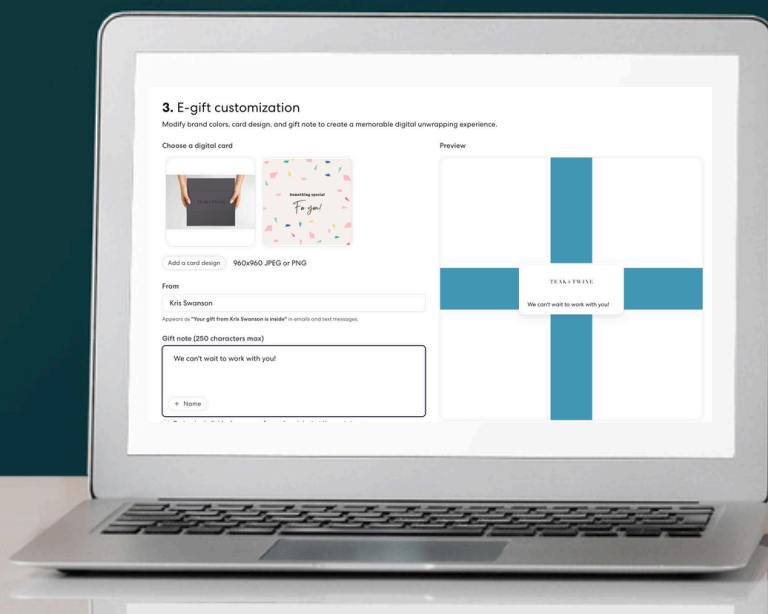 3. E-gift customization
Modify brand colors, card design, and gift note to create a memorable digital unwrapping experience.
Choose a digital card
Preview
TEAK & TWINE
Something special
For you!
Add a card design
960x960 JPEG or PNG
From
Kris Swanson
Appears as "Your gift from Kris Swanson is inside" in emails and text messages.
Gift note (250 characters max)
We can't wait to work with you!
+ Name
TEAK & TWINE
We can't wait to work with you!